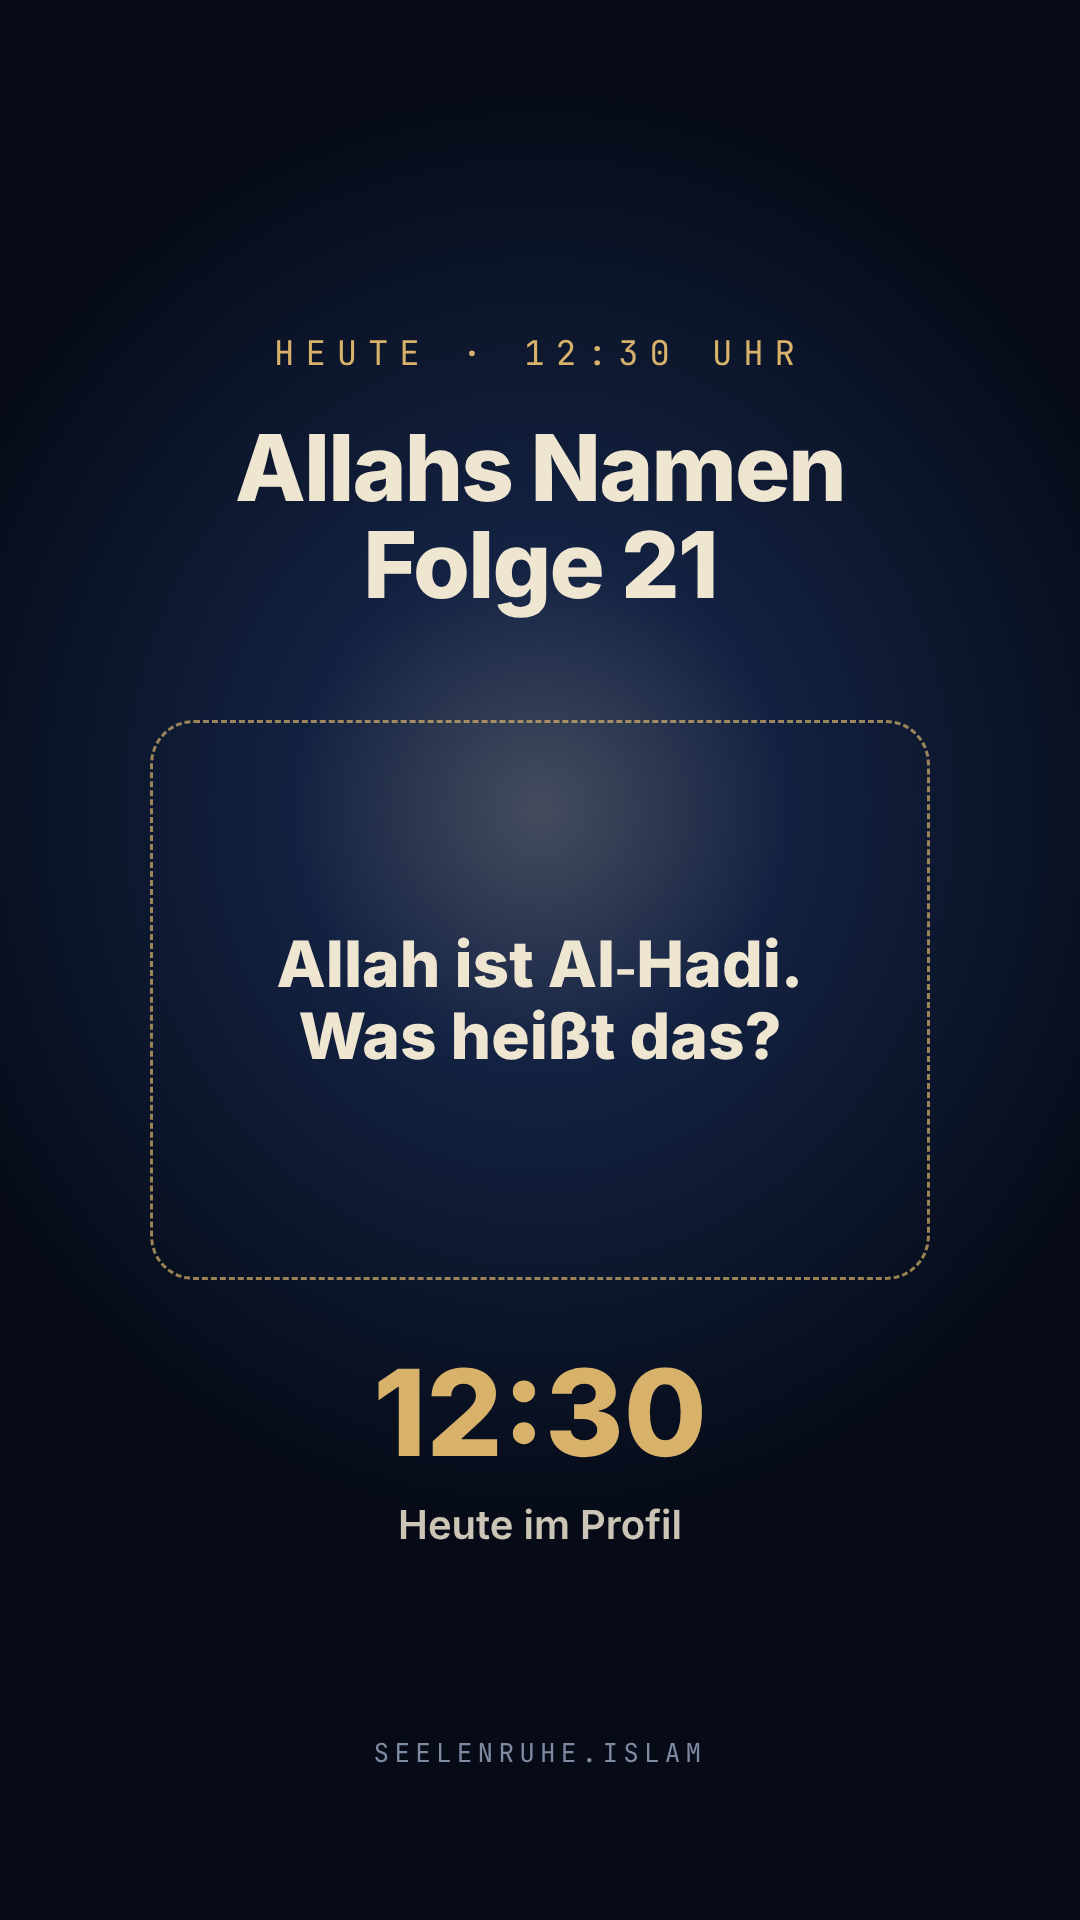 HEUTE · 12:30 UHR
Allahs Namen
Folge 21
Allah ist Al-Hadi.
Was heißt das?
12:30
Heute im Profil
SEELENRUHE.ISLAM